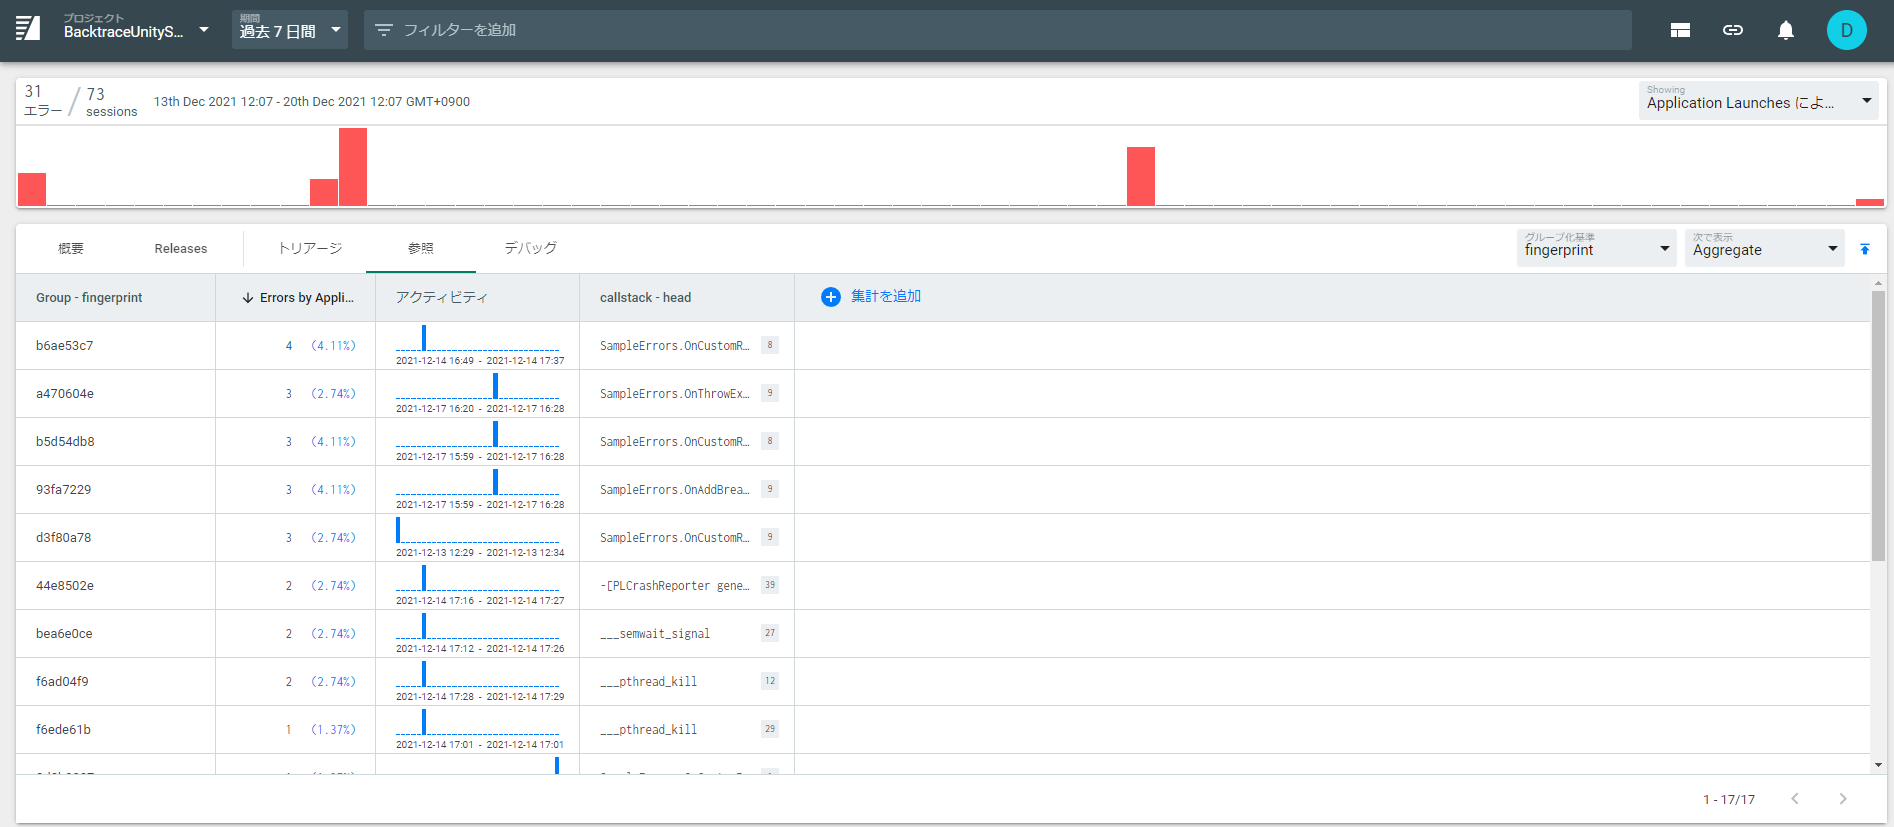 プロジェクト
BacktraceUnityS...
期間
過去 7 日間
フィルターを追加
D
31
エラー
73
sessions
13th Dec 2021 12:07 - 20th Dec 2021 12:07 GMT+0900
Showing
Application Launches によ...
概要
Releases
トリアージ
参照
デバッグ
グループ化基準
fingerprint
次で表示
Aggregate
Group - fingerprint
Errors by Appli...
アクティビティ
callstack - head
集計を追加
b6ae53c7 4 (4.11%) 2021-12-14 16:49 - 2021-12-14 17:37 SampleErrors.OnCustomR... 8
a470604e 3 (2.74%) 2021-12-17 16:20 - 2021-12-17 16:28 SampleErrors.OnThrowEx... 9
b5d54db8 3 (4.11%) 2021-12-17 15:59 - 2021-12-17 16:28 SampleErrors.OnCustomR... 8
93fa7229 3 (4.11%) 2021-12-17 15:59 - 2021-12-17 16:28 SampleErrors.OnAddBrea... 9
d3f80a78 3 (2.74%) 2021-12-13 12:29 - 2021-12-13 12:34 SampleErrors.OnCustomR... 9
44e8502e 2 (2.74%) 2021-12-14 17:16 - 2021-12-14 17:27 -[PLCrashReporter gene... 39
bea6e0ce 2 (2.74%) 2021-12-14 17:12 - 2021-12-14 17:26 ___semwait_signal 27
f6ad04f9 2 (2.74%) 2021-12-14 17:28 - 2021-12-14 17:29 ___pthread_kill 12
f6ede61b 1 (1.37%) 2021-12-14 17:01 - 2021-12-14 17:01 ___pthread_kill 29
1 - 17/17